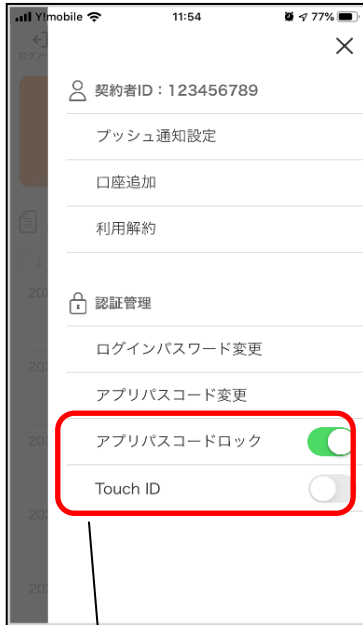 Y!mobile 11:54 77%
契約者ID：123456789
プッシュ通知設定
口座追加
利用解約
認証管理
ログインパスワード変更
アプリパスコード変更
アプリパスコードロック
Touch ID